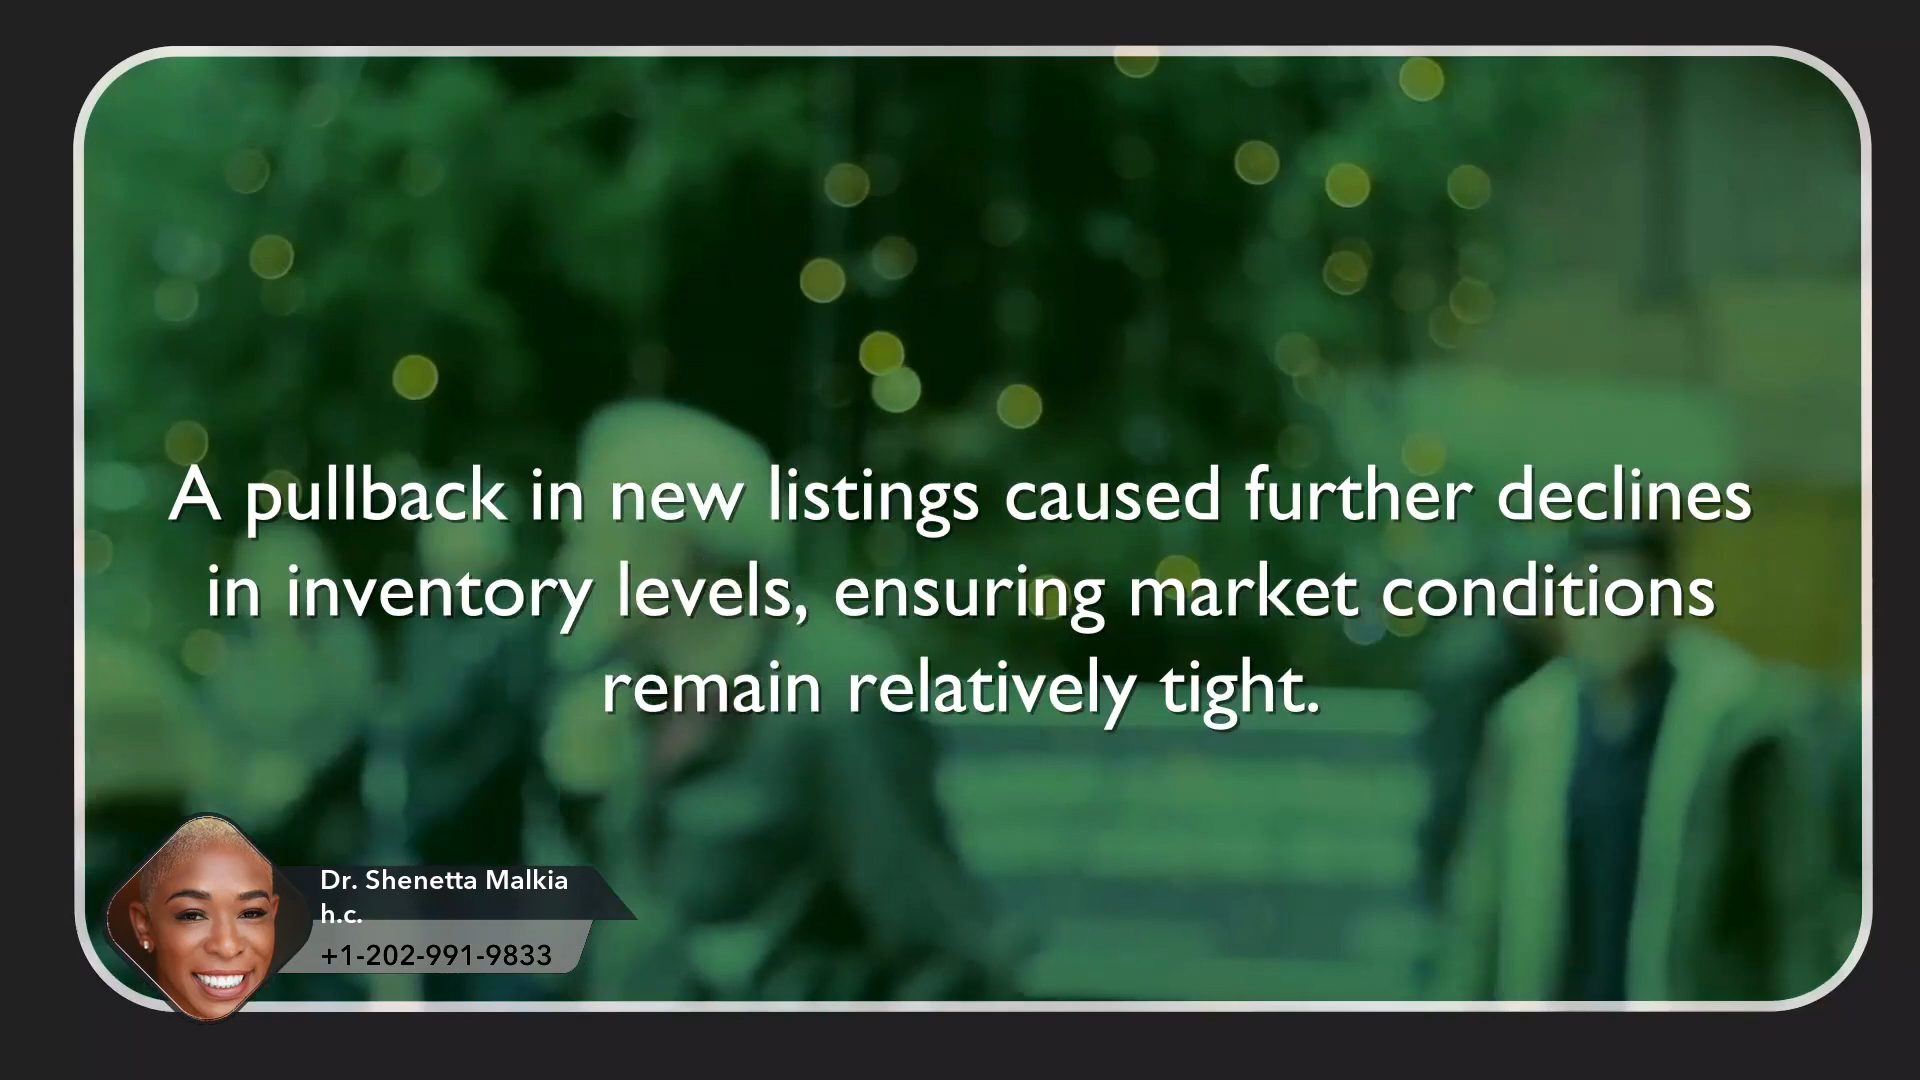 A pullback in new listings caused further declines
in inventory levels, ensuring market conditions
remain relatively tight.
Dr. Shenetta Malkia
h.c.
+1-202-991-9833